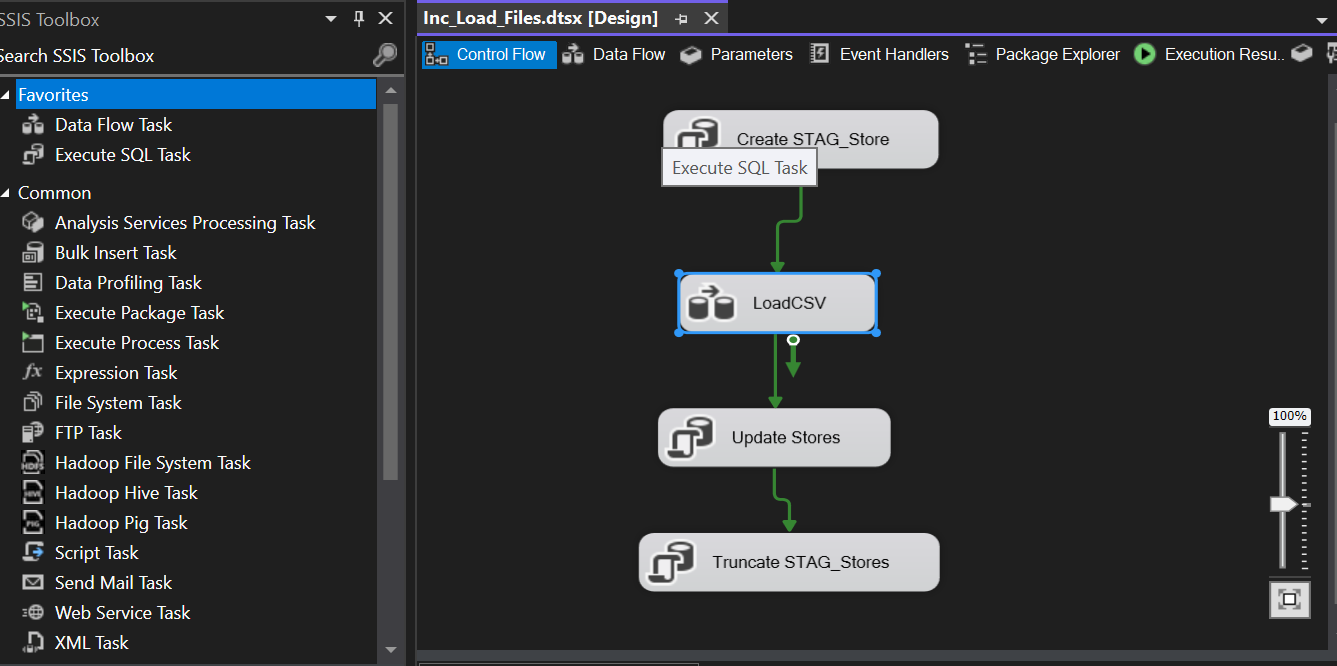 SSIS Toolbox
Search SSIS Toolbox
Favorites
Data Flow Task
Execute SQL Task
Common
Analysis Services Processing Task
Bulk Insert Task
Data Profiling Task
Execute Package Task
Execute Process Task
fx Expression Task
File System Task
FTP Task
HDFS Hadoop File System Task
HIVE Hadoop Hive Task
PIG Hadoop Pig Task
Script Task
Send Mail Task
Web Service Task
XML Task
Inc_Load_Files.dtsx [Design]
Control Flow Data Flow Parameters Event Handlers Package Explorer Execution Resu..
Create STAG_Store
Execute SQL Task
LoadCSV
Update Stores
Truncate STAG_Stores
100%